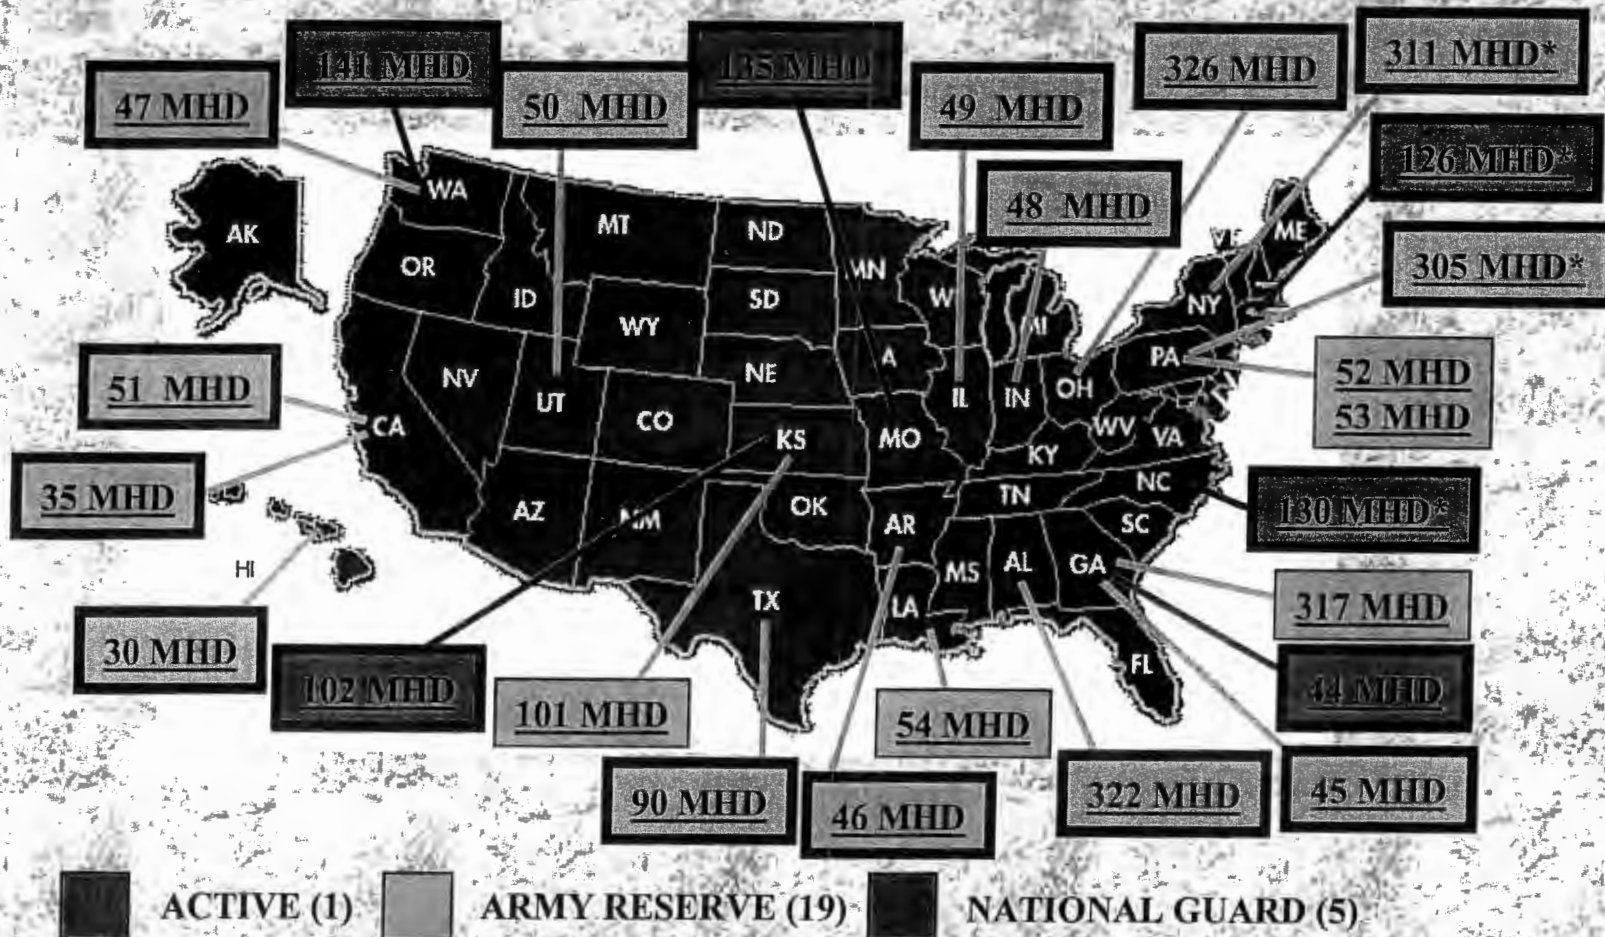 141 MHD
135 MHD
326 MHD
311 MHD*
47 MHD
50 MHD
49 MHD
126 MHD*
48 MHD
305 MHD*
WA
MT
ND
MN
ME
AK
OR
ID
SD
W
MI
NY
WY
A
PA
52 MHD
53 MHD
51 MHD
NV
UT
CO
NE
IL
IN
OH
CA
KS
MO
WV
VA
KY
35 MHD
AZ
NM
OK
AR
TN
NC
SC
130 MHD*
HI
TX
LA
MS
AL
GA
317 MHD
30 MHD
FL
102 MHD
101 MHD
54 MHD
44 MHD
90 MHD
46 MHD
322 MHD
45 MHD
ACTIVE (1)
ARMY RESERVE (19)
NATIONAL GUARD (5)